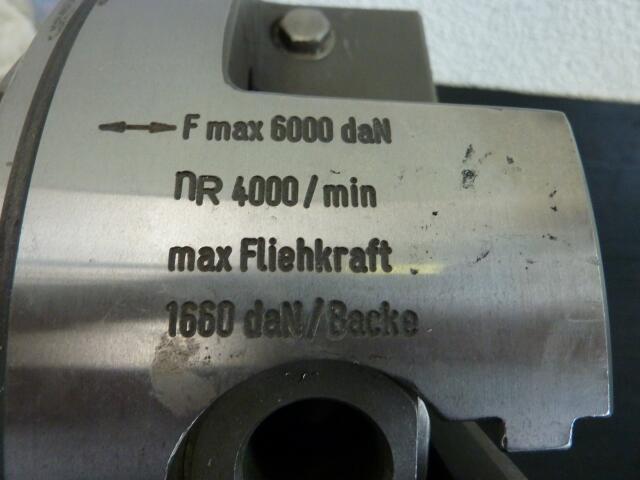 F max 6000 daN
nR 4000/min
max Fliehkraft
1660 daN/Backe